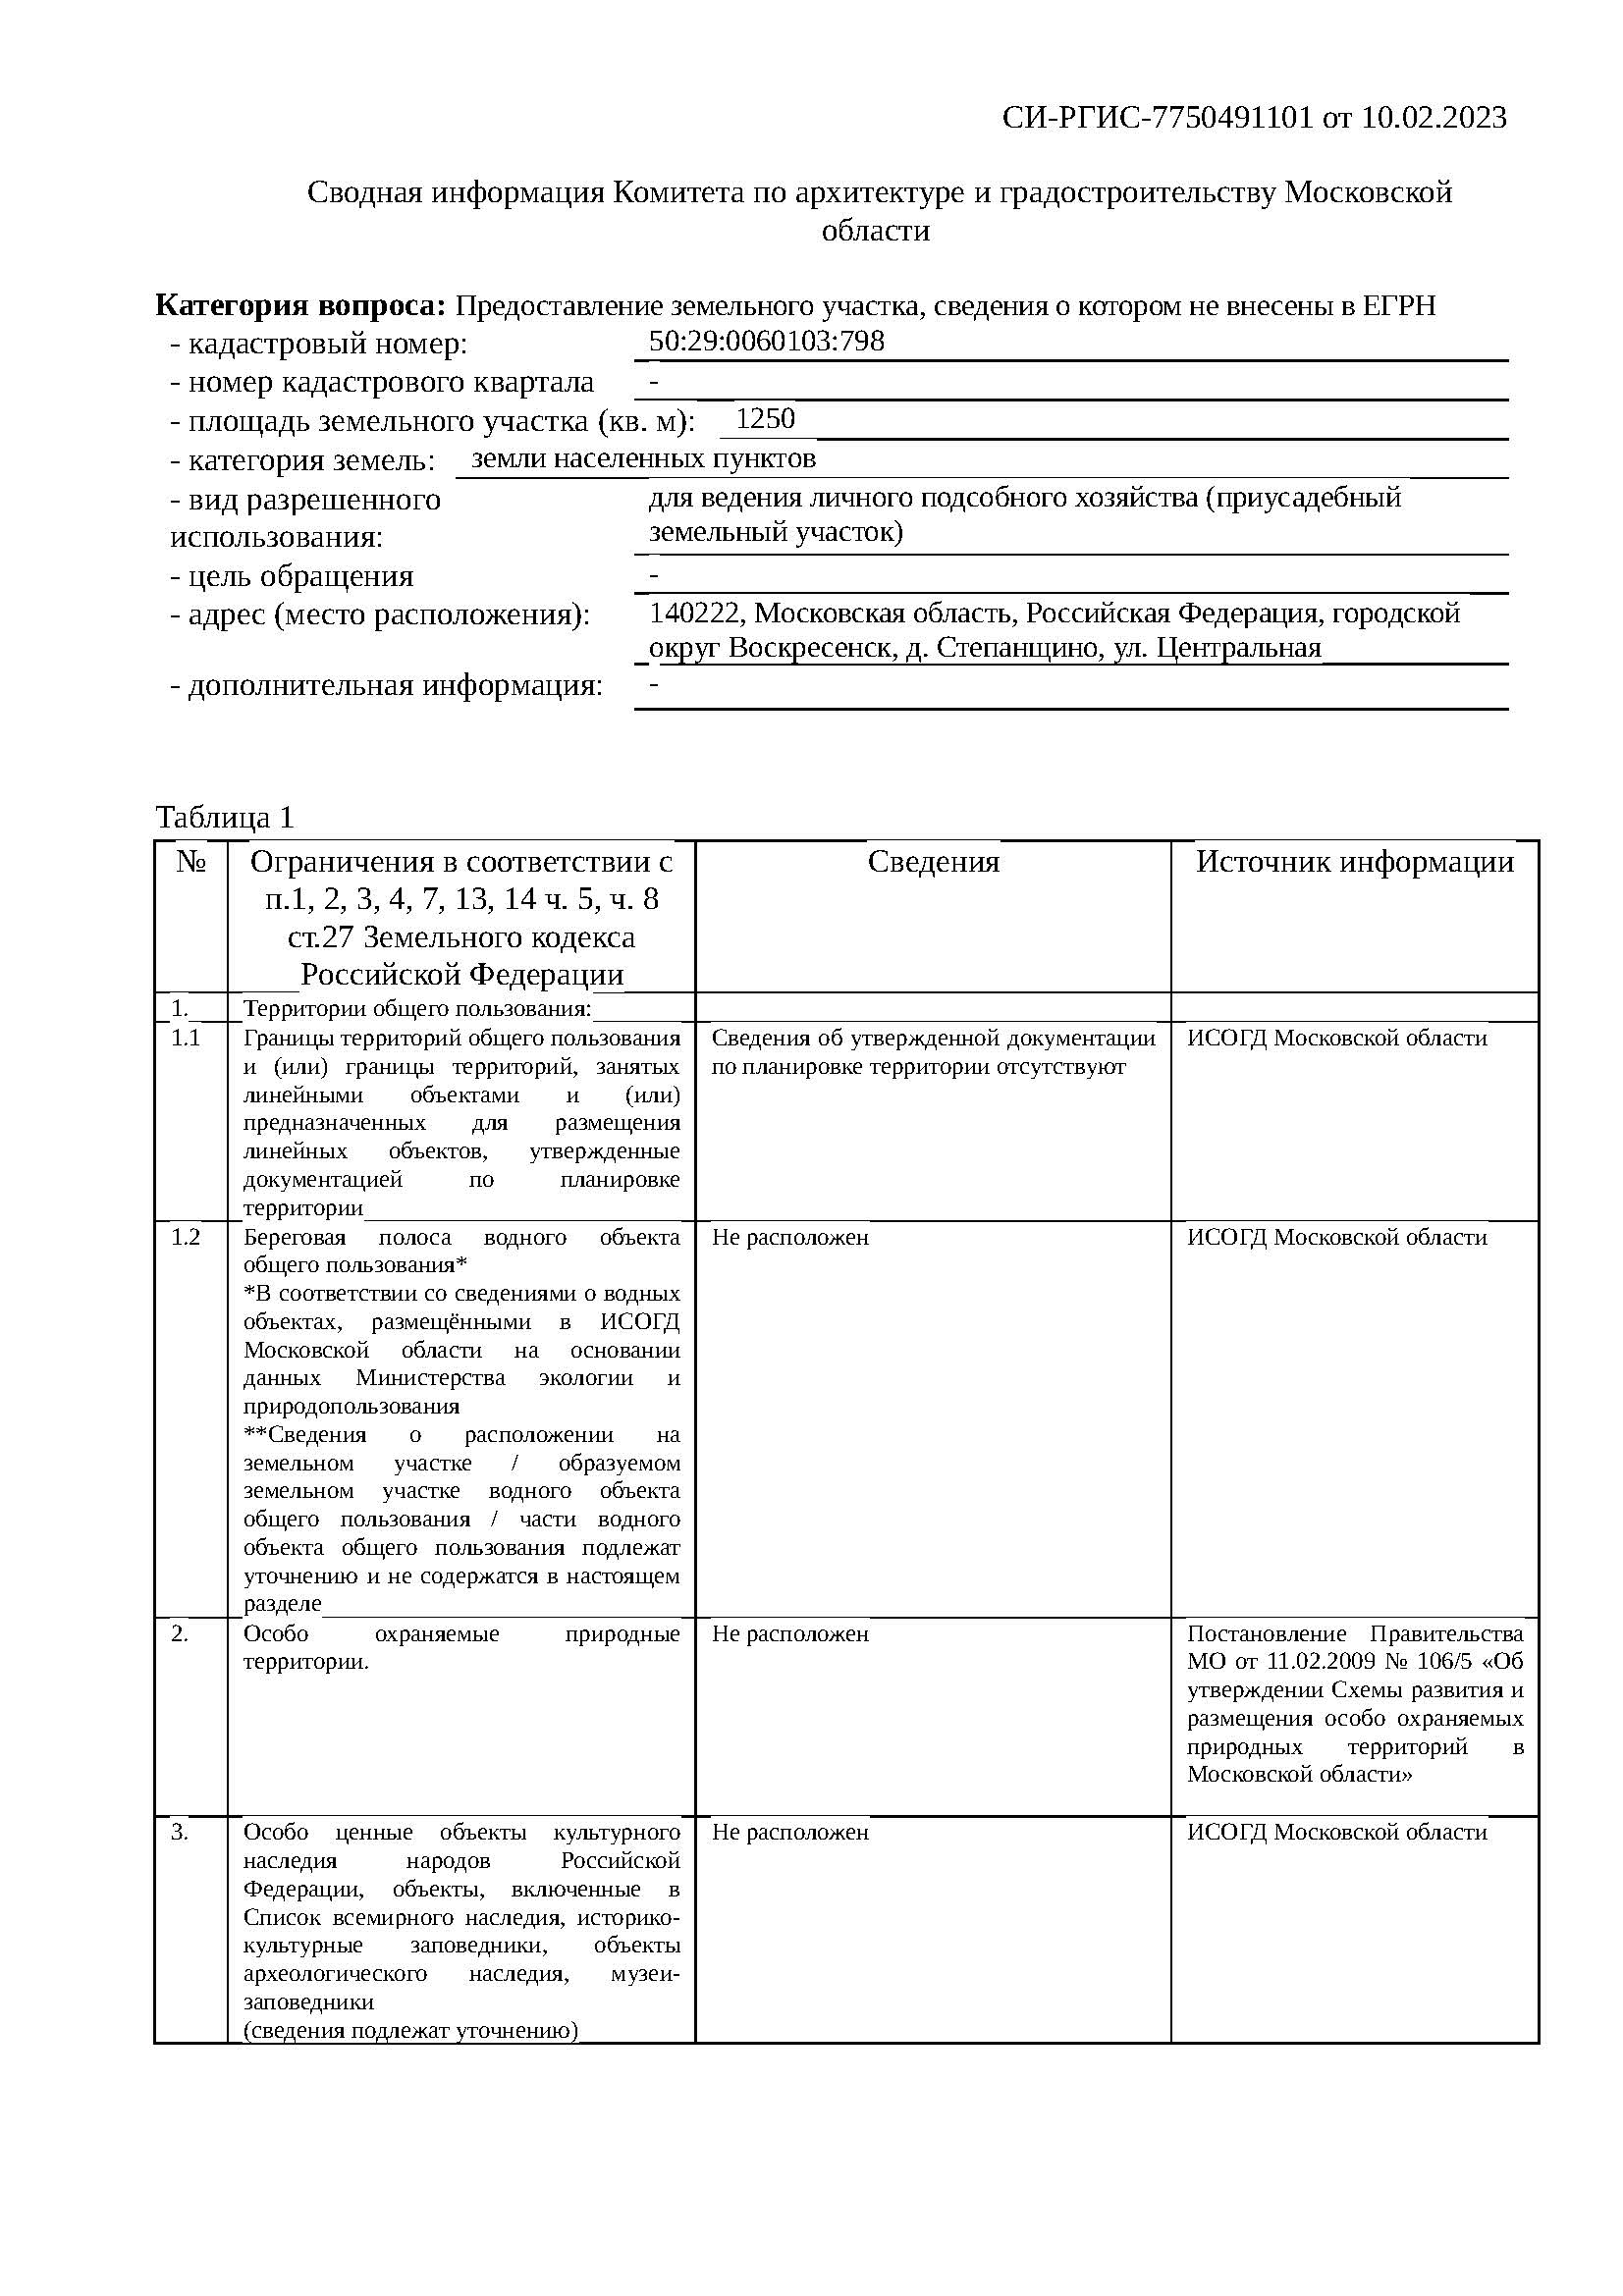 СИ-РГИС-7750491101 от 10.02.2023
Сводная информация Комитета по архитектуре и градостроительству Московской
области
Категория вопроса: Предоставление земельного участка, сведения о котором не внесены в ЕГРН
- кадастровый номер: 50:29:0060103:798
- номер кадастрового квартала -
- площадь земельного участка (кв. м): 1250
- категория земель: земли населенных пунктов
- вид разрешенного
использования:
для ведения личного подсобного хозяйства (приусадебный
земельный участок)
- цель обращения -
- адрес (место расположения): 140222, Московская область, Российская Федерация, городской
округ Воскресенск, д. Степанщино, ул. Центральная
- дополнительная информация: -
Таблица 1
№
Ограничения в соответствии с
п.1, 2, 3, 4, 7, 13, 14 ч. 5, ч. 8
ст.27 Земельного кодекса
Российской Федерации
Сведения
Источник информации
1.
Территории общего пользования:
1.1
Границы территорий общего пользования
и (или) границы территорий, занятых
линейными объектами и (или)
предназначенных для размещения
линейных объектов, утвержденные
документацией по планировке
территории
Сведения об утвержденной документации
по планировке территории отсутствуют
ИСОГД Московской области
1.2
Береговая полоса водного объекта
общего пользования*
*В соответствии со сведениями о водных
объектах, размещёнными в ИСОГД
Московской области на основании
данных Министерства экологии и
природопользования
**Сведения о расположении на
земельном участке / образуемом
земельном участке водного объекта
общего пользования / части водного
объекта общего пользования подлежат
уточнению и не содержатся в настоящем
разделе
Не расположен
ИСОГД Московской области
2.
Особо охраняемые природные
территории.
Не расположен
Постановление Правительства
МО от 11.02.2009 № 106/5 «Об
утверждении Схемы развития и
размещения особо охраняемых
природных территорий в
Московской области»
3.
Особо ценные объекты культурного
наследия народов Российской
Федерации, объекты, включенные в
Список всемирного наследия, историко-
культурные заповедники, объекты
археологического наследия, музеи-
заповедники
(сведения подлежат уточнению)
Не расположен
ИСОГД Московской области